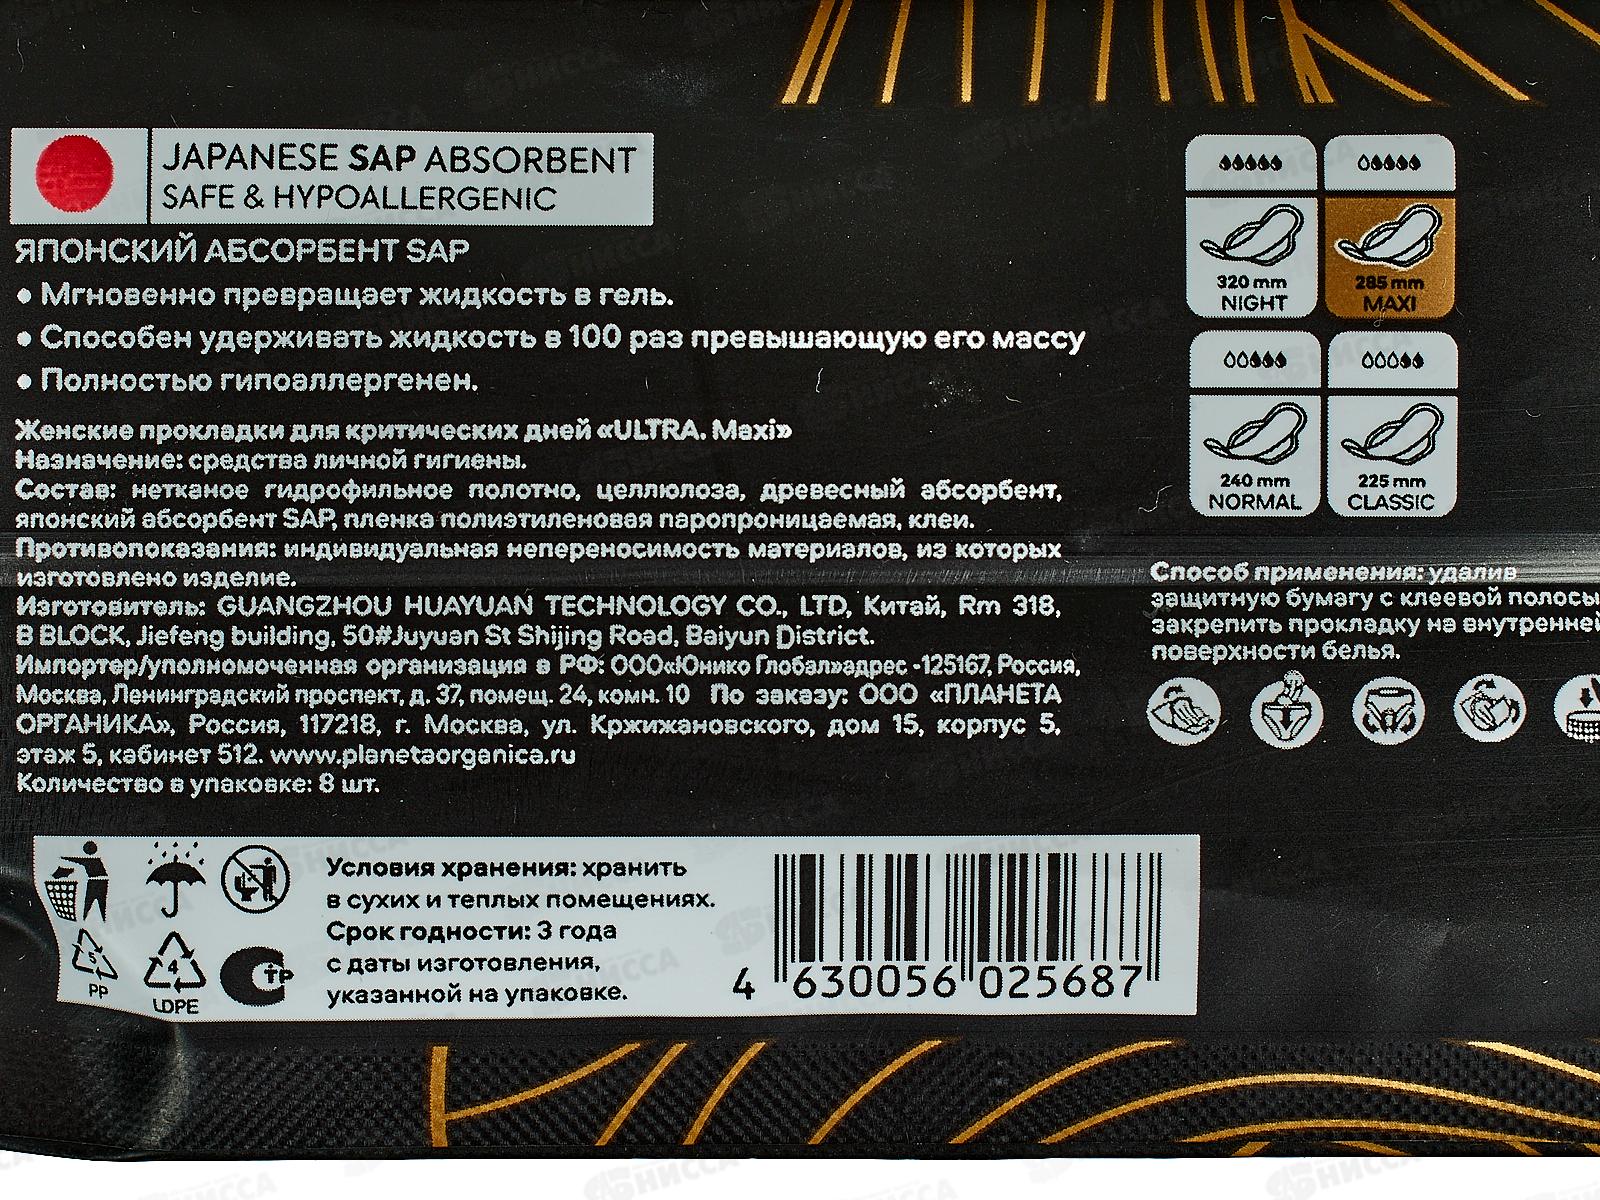 JAPANESE SAP ABSORBENT
SAFE & HYPOALLERGENIC
ЯПОНСКИЙ АБСОРБЕНТ SAP
• Мгновенно превращает жидкость в гель.
• Способен удерживать жидкость в 100 раз превышающую его массу
• Полностью гипоаллергенен.
Женские прокладки для критических дней «ULTRA. Maxi»
Назначение: средства личной гигиены.
Состав: нетканое гидрофильное полотно, целлюлоза, древесный абсорбент,
японский абсорбент SAP, пленка полиэтиленовая паропроницаемая, клеи.
Противопоказания: индивидуальная непереносимость материалов, из которых
изготовлено изделие.
Изготовитель: GUANGZHOU HUAYUAN TECHNOLOGY CO., LTD, Китай, Rm 318,
B BLOCK, Jiefeng building, 50#Juyuan St Shijing Road, Baiyun District.
Импортер/уполномоченная организация в РФ: ООО«Юнико Глобал»адрес -125167, Россия,
Москва, Ленинградский проспект, д. 37, помещ. 24, комн. 10 По заказу: ООО «ПЛАНЕТА
ОРГАНИКА», Россия, 117218, г. Москва, ул. Кржижановского, дом 15, корпус 5,
этаж 5, кабинет 512. www.planetaorganica.ru
Количество в упаковке: 8 шт.
320 mm
NIGHT
285 mm
MAXI
240 mm
NORMAL
225 mm
CLASSIC
Способ применения: удалив
защитную бумагу с клеевой полосы
закрепить прокладку на внутренней
поверхности белья.
Условия хранения: хранить
в сухих и теплых помещениях.
Срок годности: 3 года
с даты изготовления,
указанной на упаковке.
5
PP
4
LDPE
СТР
4 630056 025687
АБНИССА